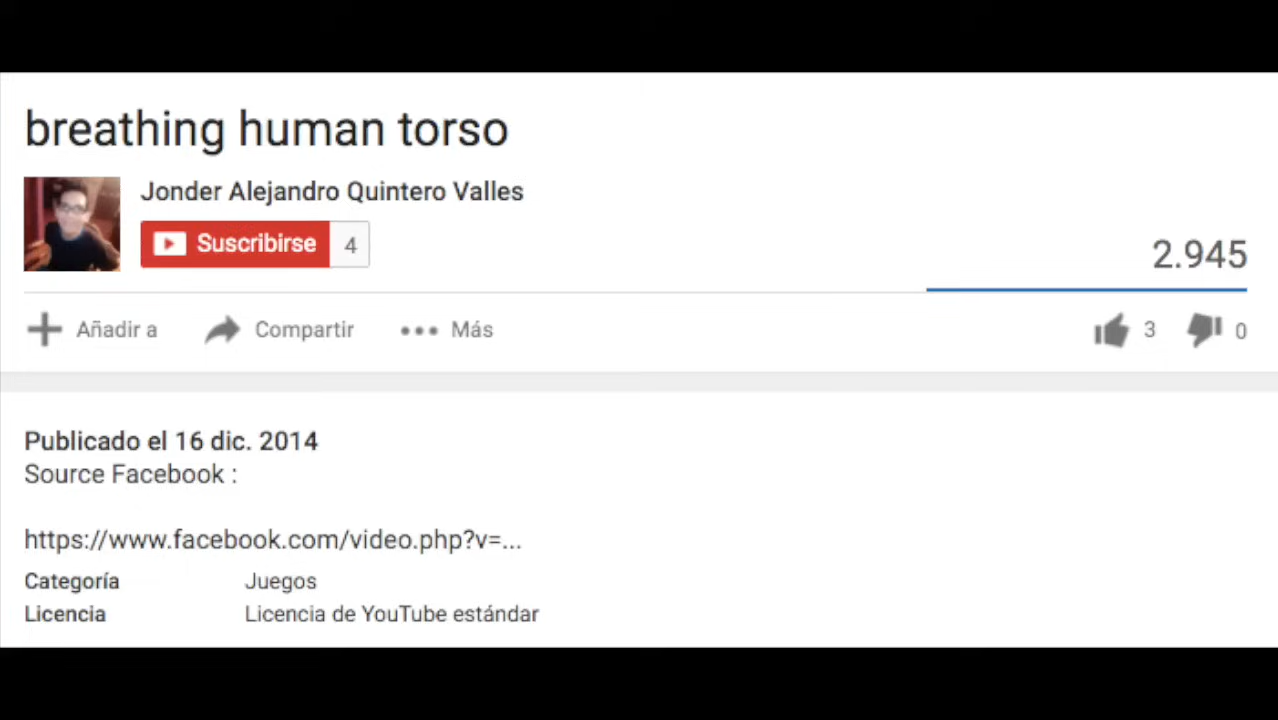 breathing human torso
Jonder Alejandro Quintero Valles
Suscribirse 4
2.945
Añadir a Compartir Más 3 0
Publicado el 16 dic. 2014
Source Facebook :
https://www.facebook.com/video.php?v=...
Categoría Juegos
Licencia Licencia de YouTube estándar